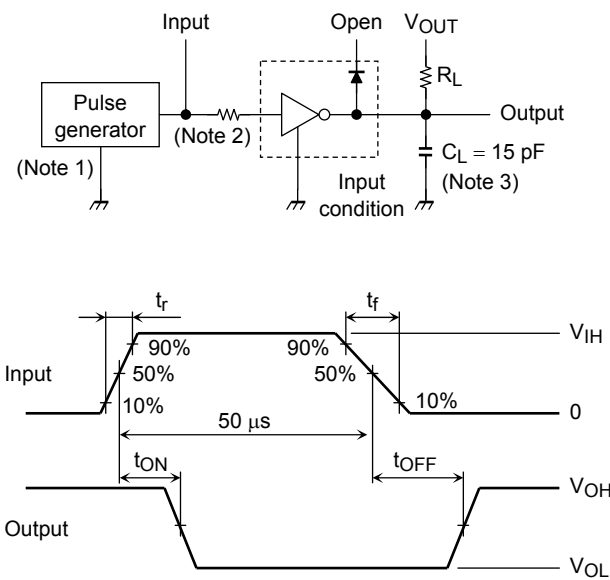 Input
Open
VOUT
RL
Pulse generator
(Note 1)
(Note 2)
Input condition
Output
CL = 15 pF
(Note 3)
tr
tf
VIH
90%
90%
Input
50%
50%
10%
10%
0
50 μs
tON
tOFF
VOH
Output
VOL